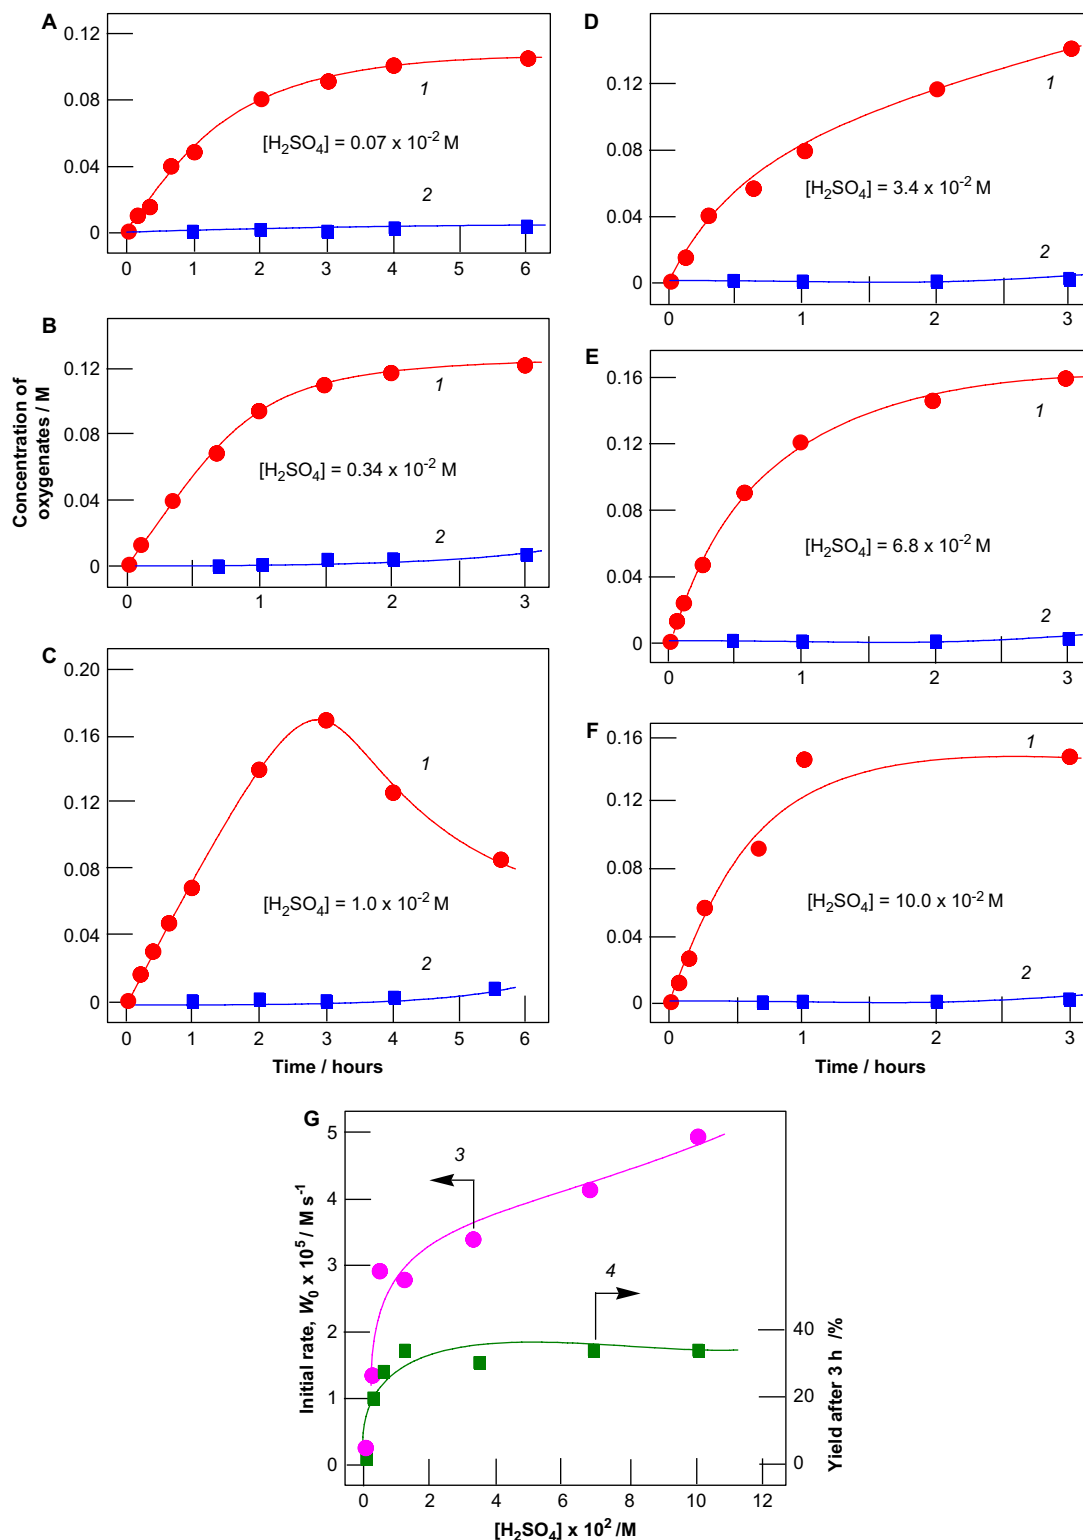 A
0.12
0.08
0.04
0
1
[H2SO4] = 0.07 x 10-2 M
2
0 1 2 3 4 5 6
B
0.12
0.08
0.04
0
1
[H2SO4] = 0.34 x 10-2 M
2
0 1 2 3
Concentration of
oxygenates / M
C
0.20
0.16
0.12
0.08
0.04
0
1
[H2SO4] = 1.0 x 10-2 M
2
0 1 2 3 4 5 6
Time / hours
D
0.12
0.08
0.04
0
1
[H2SO4] = 3.4 x 10-2 M
2
0 1 2 3
E
0.16
0.12
0.08
0.04
0
1
[H2SO4] = 6.8 x 10-2 M
2
0 1 2 3
F
0.16
0.12
0.08
0.04
0
1
[H2SO4] = 10.0 x 10-2 M
2
0 1 2 3
Time / hours
G
5
4
3
2
1
0
Initial rate, W0 x 105 / M s-1
3
4
40
20
0
Yield after 3 h /%
0 2 4 6 8 10 12
[H2SO4] x 102 /M